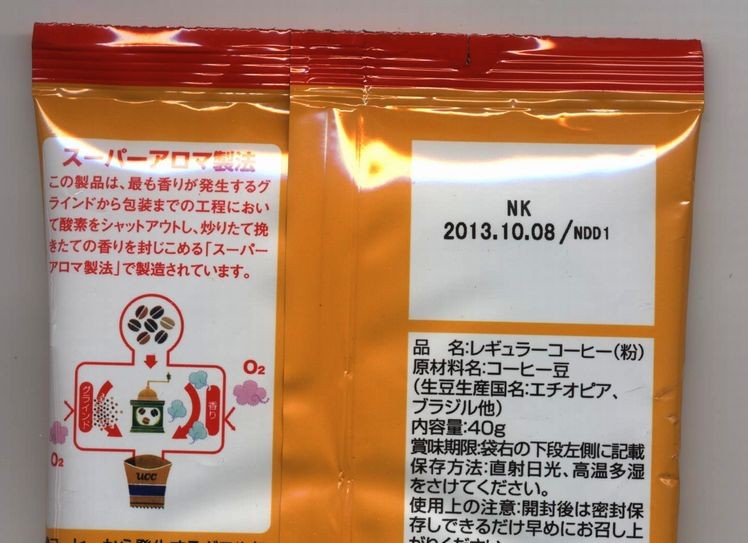 スーパーアロマ製法
この製品は、最も香りが発生するグ
ラインドから包装までの工程におい
て酸素をシャットアウトし、炒りたて挽
きたての香りを封じこめる「スーパー
アロマ製法」で製造されています。
O₂
グラインド
香り
O₂
UCC
NK
2013.10.08/NDD1
品 名:レギュラーコーヒー(粉)
原材料名:コーヒー豆
(生豆生産国名:エチオピア、
ブラジル他)
内容量:40g
賞味期限:袋右の下段左側に記載
保存方法:直射日光、高温多湿
をさけてください。
使用上の注意:開封後は密封保
存しできるだけ早めにお召し上
がりください